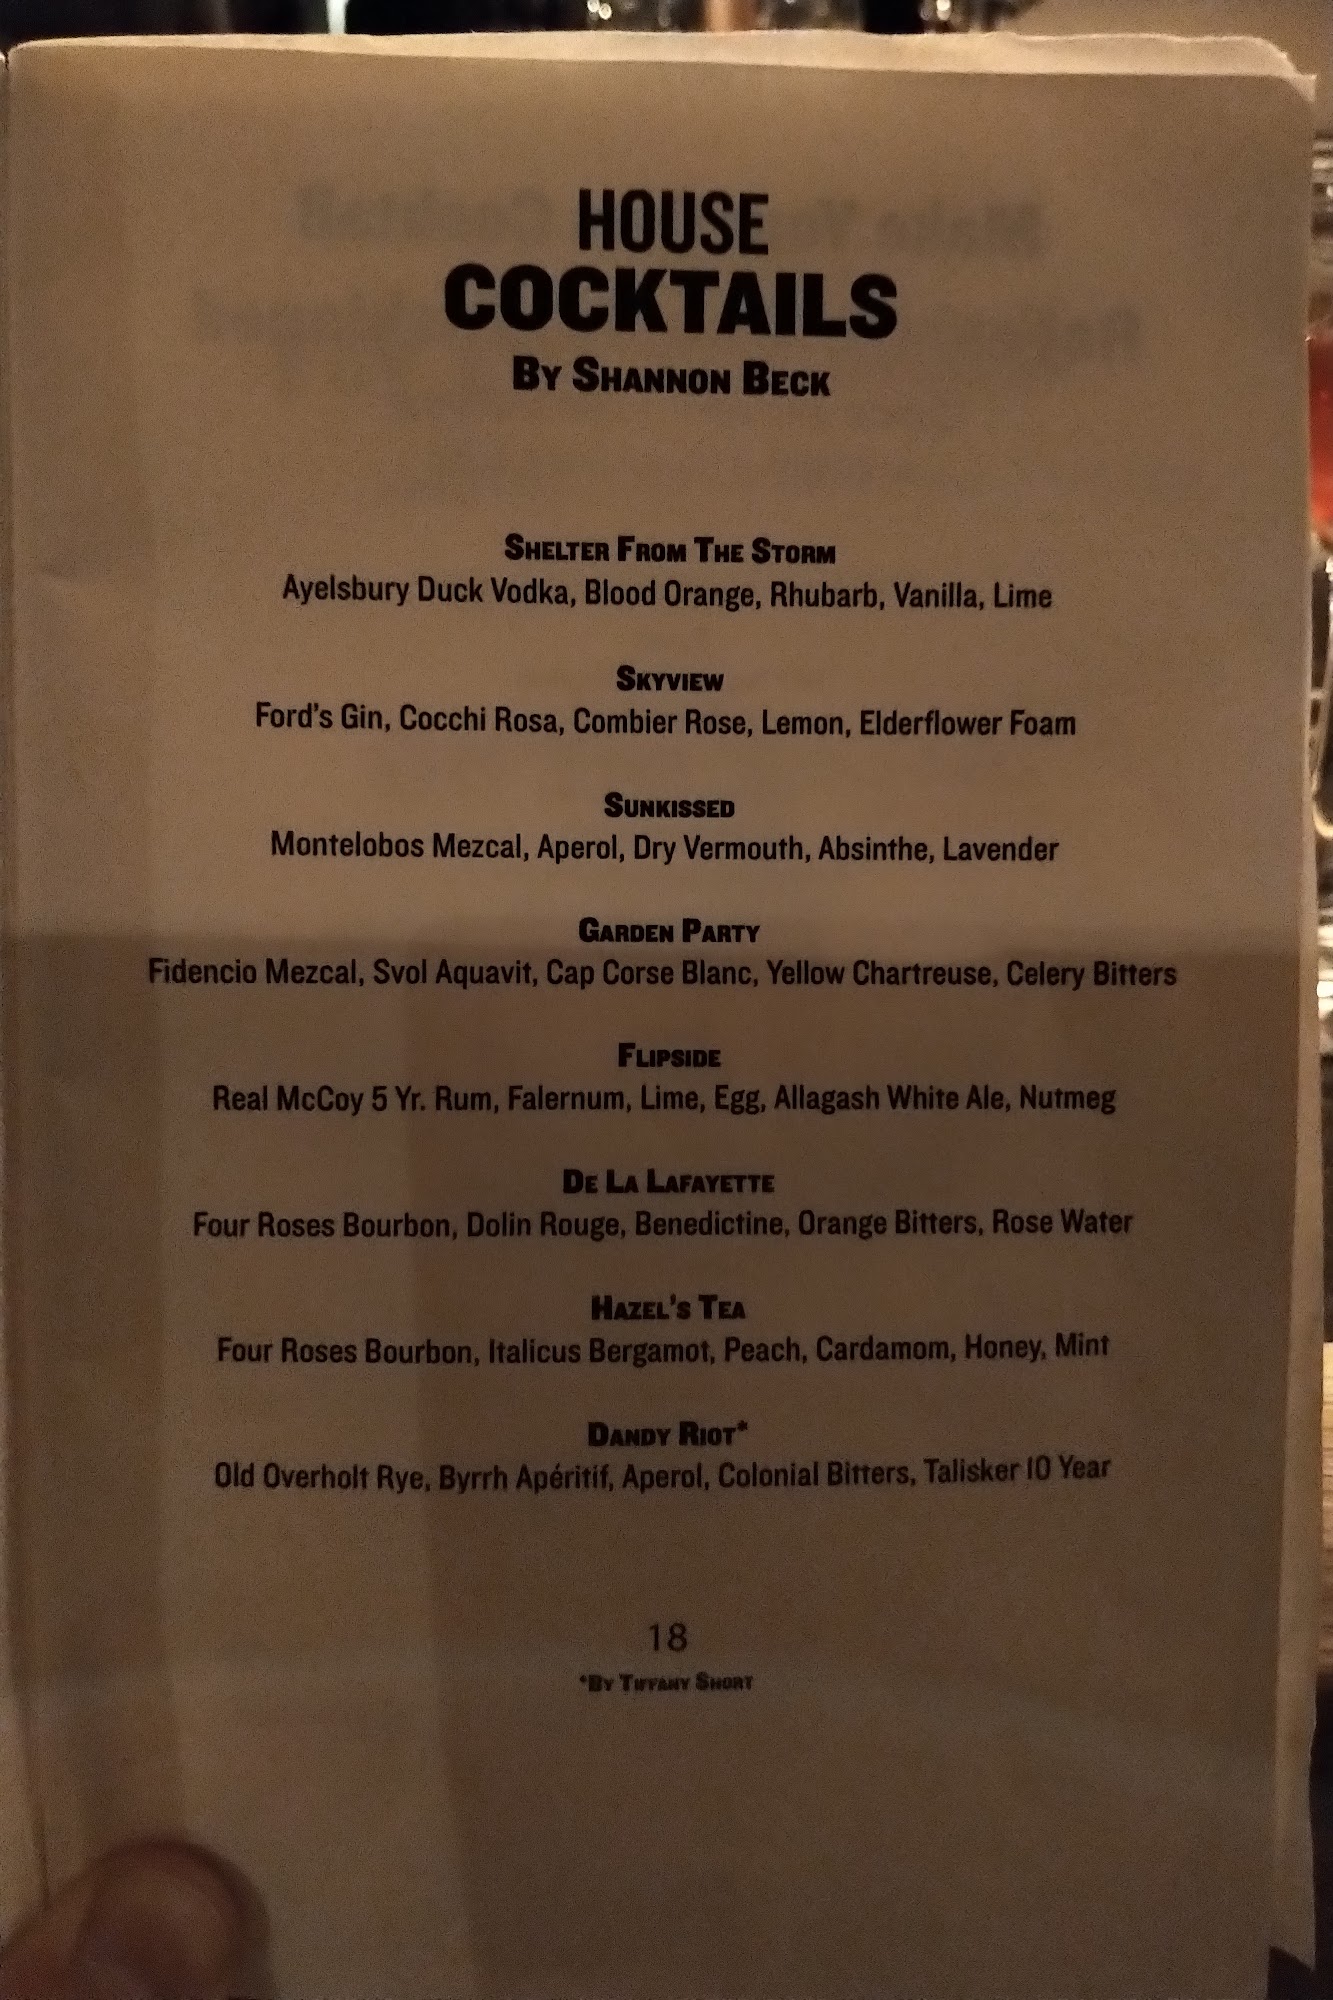 HOUSE
COCKTAILS
By Shannon Beck
Shelter From The Storm
Ayelsbury Duck Vodka, Blood Orange, Rhubarb, Vanilla, Lime
Skyview
Ford's Gin, Cocchi Rosa, Combier Rose, Lemon, Elderflower Foam
Sunkissed
Montelobos Mezcal, Aperol, Dry Vermouth, Absinthe, Lavender
Garden Party
Fidencio Mezcal, Svol Aquavit, Cap Corse Blanc, Yellow Chartreuse, Celery Bitters
Flipside
Real McCoy 5 Yr. Rum, Falernum, Lime, Egg, Allagash White Ale, Nutmeg
De La Lafayette
Four Roses Bourbon, Dolin Rouge, Benedictine, Orange Bitters, Rose Water
Hazel's Tea
Four Roses Bourbon, Italicus Bergamot, Peach, Cardamom, Honey, Mint
Dandy Riot*
Old Overholt Rye, Byrrh Apéritif, Aperol, Colonial Bitters, Talisker 10 Year
18
*By Tiffany Short